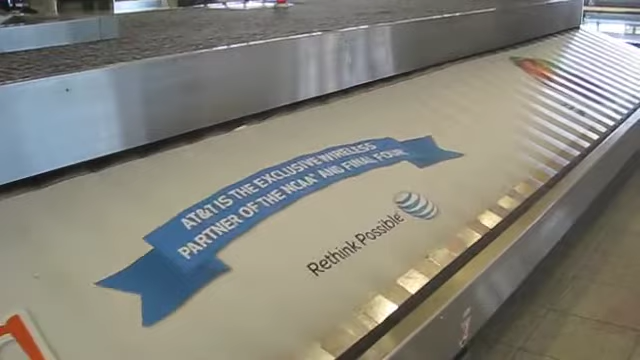 AT&T IS THE EXCLUSIVE WIRELESS
PARTNER OF THE NCAA® AND FINAL FOUR®
Rethink Possible®